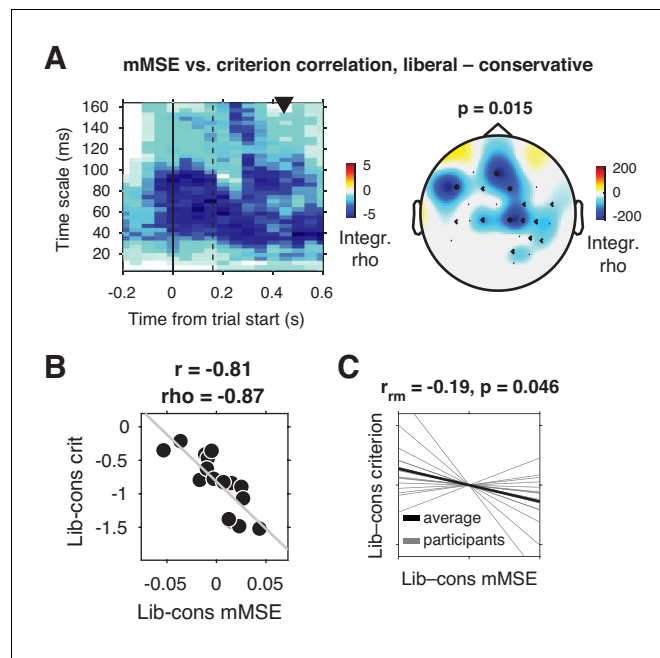 A
mMSE vs. criterion correlation, liberal – conservative
160
140
120
100
80
60
40
20
Time scale (ms)
-0.2 0 0.2 0.4 0.6
Time from trial start (s)
5
0
-5
Integr.
rho
p = 0.015
200
0
-200
Integr.
rho
B
r = -0.81
rho = -0.87
0
-0.5
-1
-1.5
Lib-cons crit
-0.05 0 0.05
Lib-cons mMSE
C
r rm = -0.19, p = 0.046
Lib–cons criterion
average
participants
Lib–cons mMSE